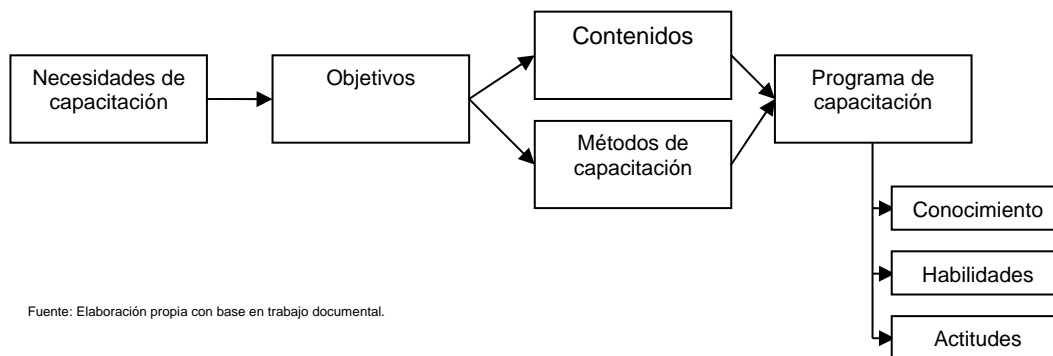 Necesidades de
capacitación
Objetivos
Contenidos
Métodos de
capacitación
Programa de
capacitación
Conocimiento
Habilidades
Actitudes
Fuente: Elaboración propia con base en trabajo documental.